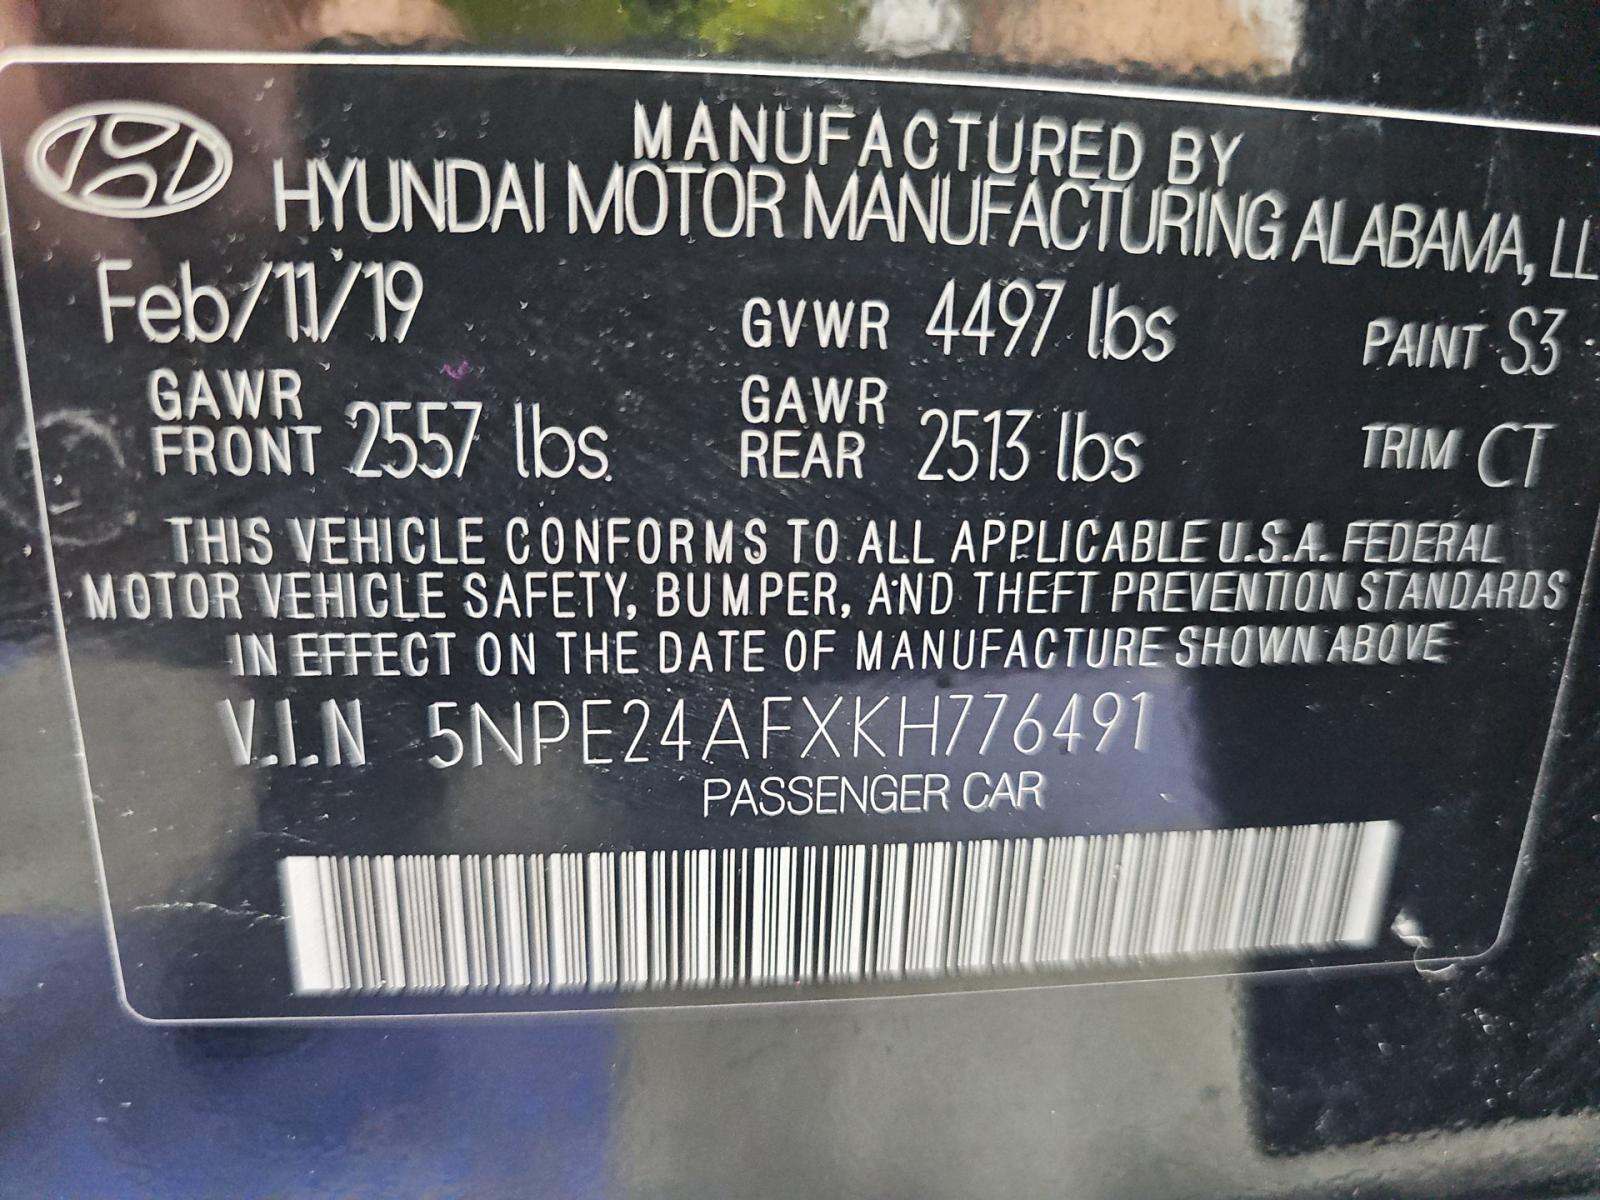 MANUFACTURED BY
HYUNDAI MOTOR MANUFACTURING ALABAMA, LL
Feb/11/19 GVWR 4497 lbs PAINT S3
GAWR FRONT 2557 lbs. GAWR REAR 2513 lbs TRIM CT
THIS VEHICLE CONFORMS TO ALL APPLICABLE U.S.A. FEDERAL
MOTOR VEHICLE SAFETY, BUMPER, AND THEFT PREVENTION STANDARDS
IN EFFECT ON THE DATE OF MANUFACTURE SHOWN ABOVE
V.I.N 5NPE24AFXKH776491
PASSENGER CAR